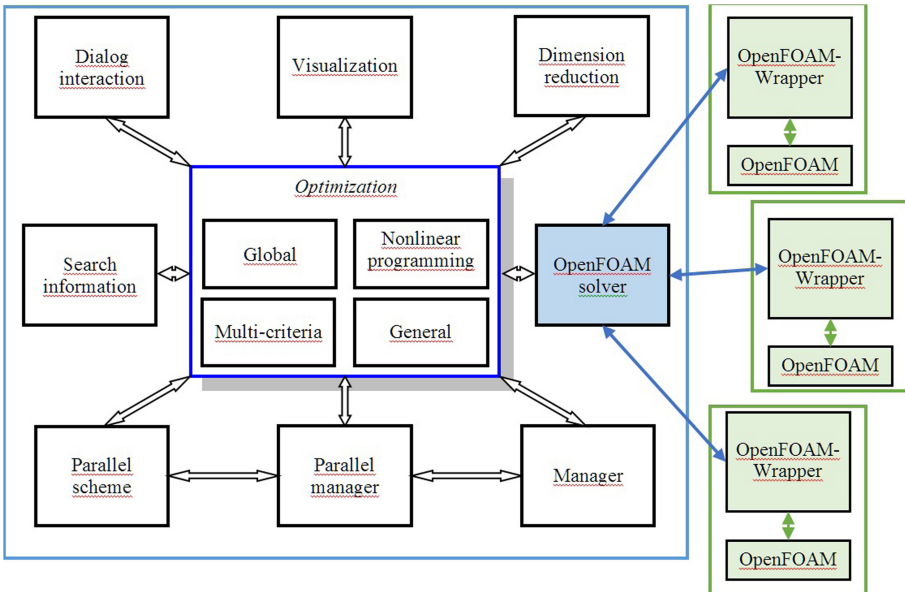 Dialog
interaction
Visualization
Dimension
reduction
OpenFOAM-
Wrapper
OpenFOAM
Optimization
Global
Nonlinear
programming
Multi-criteria
General
Search
information
OpenFOAM
solver
OpenFOAM-
Wrapper
OpenFOAM
Parallel
scheme
Parallel
manager
Manager
OpenFOAM-
Wrapper
OpenFOAM